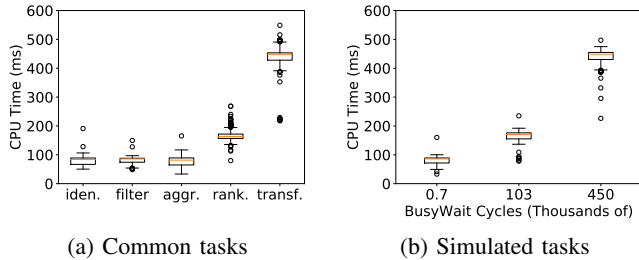 600
500
400
300
200
100
0
CPU Time (ms)
iden. filter aggr. rank. transf.
(a) Common tasks
600
500
400
300
200
100
0
CPU Time (ms)
0.7 103 450
BusyWait Cycles (Thousands of)
(b) Simulated tasks